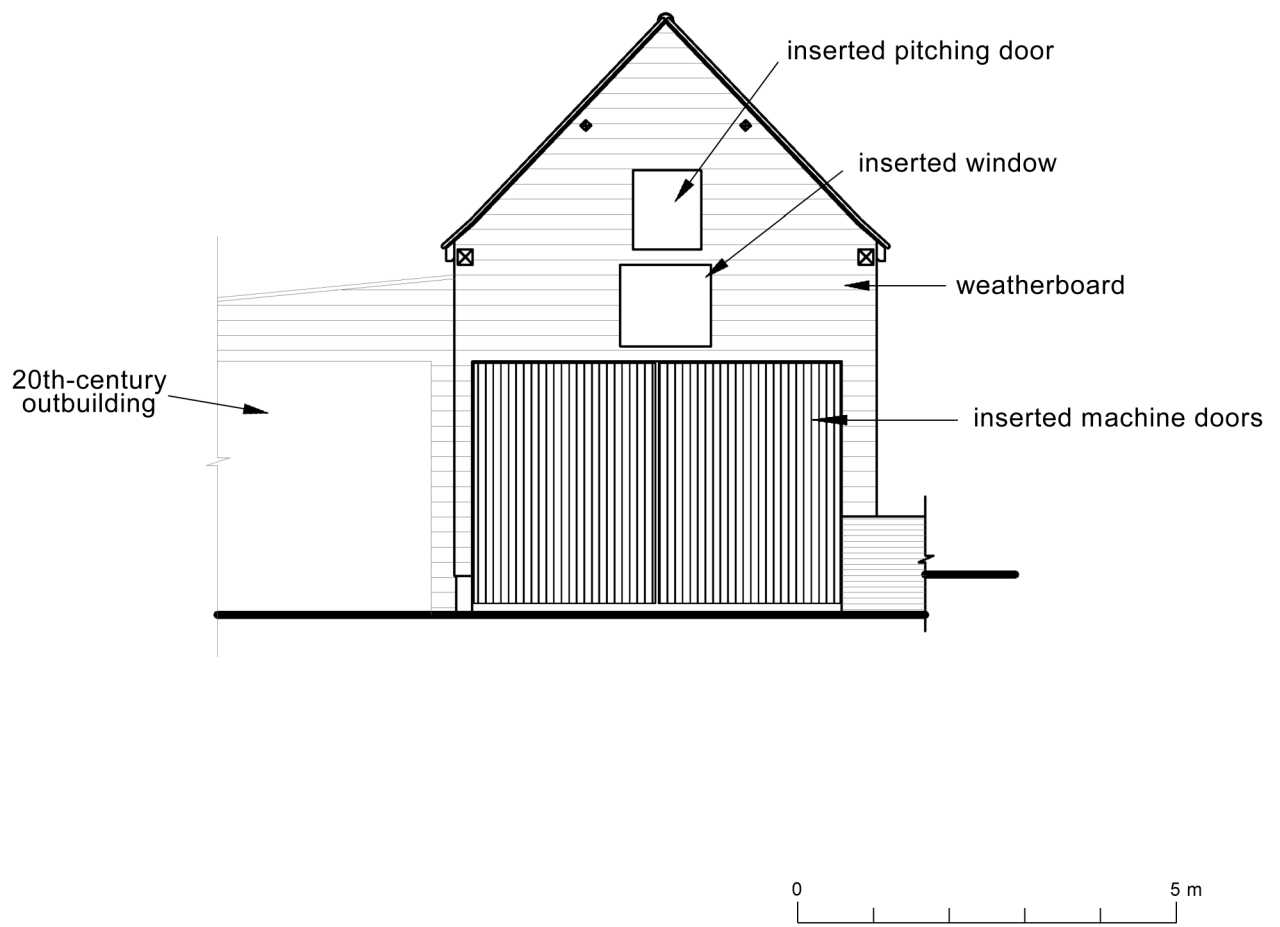 inserted pitching door
inserted window
weatherboard
20th-century
outbuilding
inserted machine doors
0
5 m